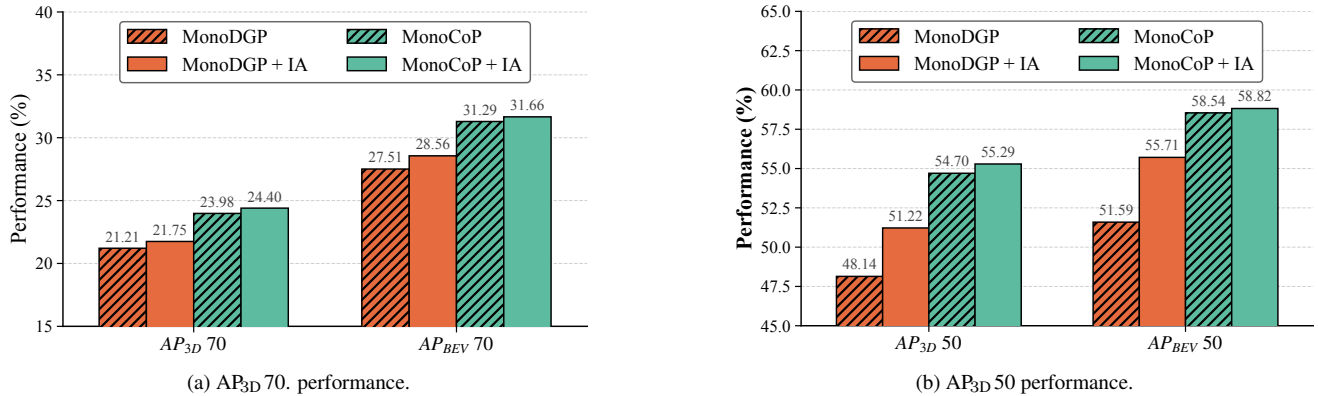 40
35
30
25
20
15
Performance (%)
MonoDGP
MonoDGP + IA
MonoCoP
MonoCoP + IA
21.21
21.75
23.98
24.40
27.51
28.56
31.29
31.66
AP3D 70
APBEV 70
(a) AP3D 70. performance.
65.0
62.5
60.0
57.5
55.0
52.5
50.0
47.5
45.0
Performance (%)
MonoDGP
MonoDGP + IA
MonoCoP
MonoCoP + IA
48.14
51.22
54.70
55.29
51.59
55.71
58.54
58.82
AP3D 50
APBEV 50
(b) AP3D 50 performance.